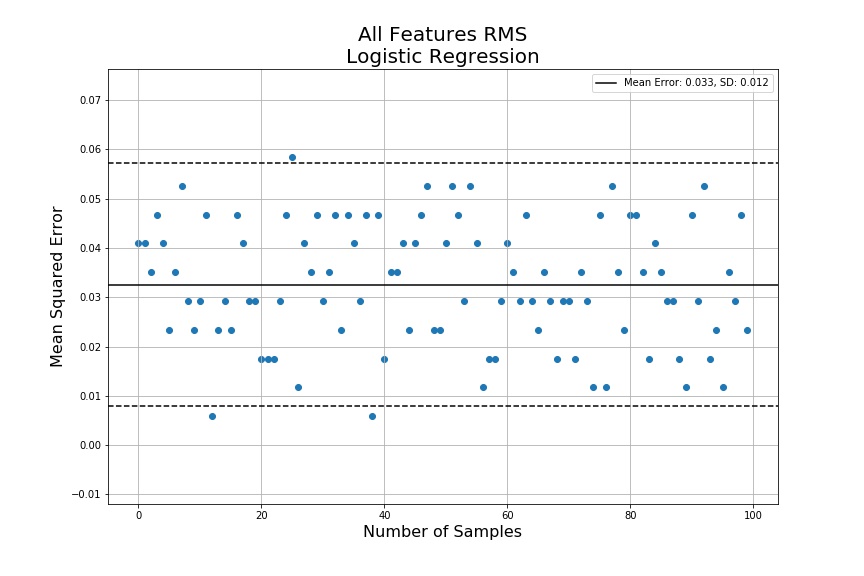 All Features RMS
Logistic Regression
Mean Error: 0.033, SD: 0.012
Mean Squared Error
0.07
0.06
0.05
0.04
0.03
0.02
0.01
0.00
−0.01
0 20 40 60 80 100
Number of Samples